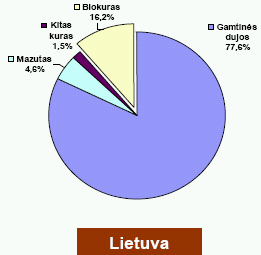 Biokuras
16,2%
Kitas
kuras
1,5%
Mazutas
4,6%
Gamtinės
dujos
77,6%
Lietuva